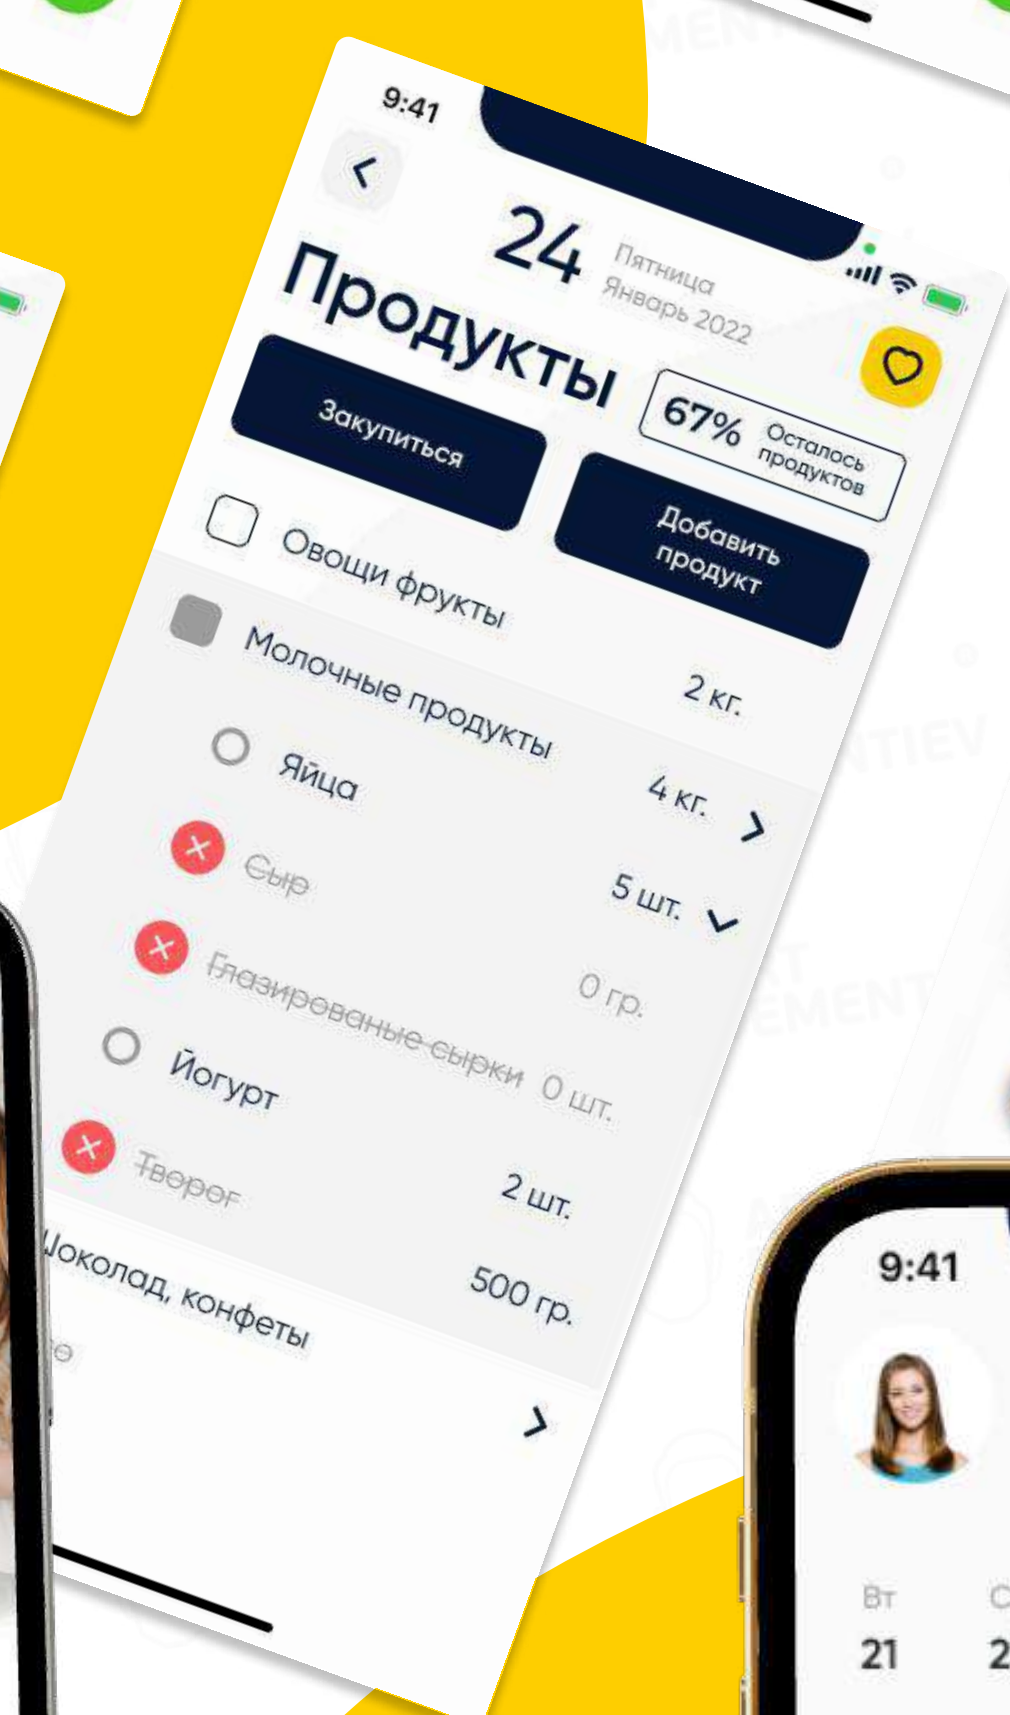 9:41
24
Пятница
Январь 2022
Продукты
67%
Осталось
продуктов
Закупиться
Добавить
продукт
Овощи фрукты
2 кг.
Молочные продукты
4 кг.
Яйца
5 шт.
Сыр
0 гр.
Глазированые сырки 0 шт.
Йогурт
2 шт.
Творог
500 гр.
Шоколад, конфеты
9:41
Вт
21